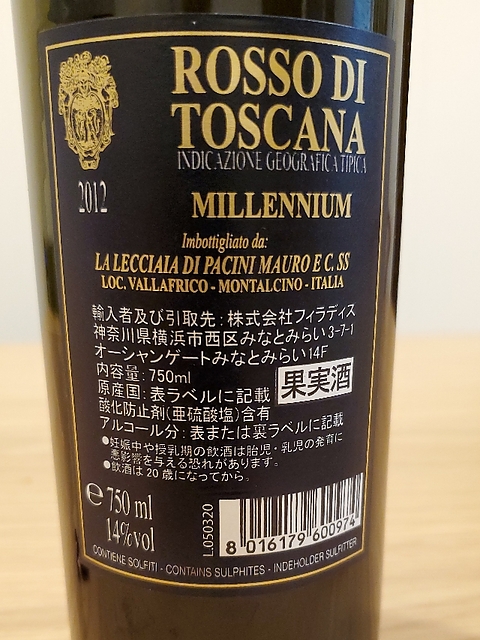 ROSSO DI
TOSCANA
INDICAZIONE GEOGRAFICA TIPICA
2012
MILLENNIUM
Imbottigliato da:
LA LECCIAIA DI PACINI MAURO E C. SS
LOC. VALLAFRICO - MONTALCINO - ITALIA
輸入者及び引取先：株式会社フィラディス
神奈川県横浜市西区みなとみらい3-7-1
オーシャンゲートみなとみらい14F
内容量：750ml
原産国：表ラベルに記載
果実酒
酸化防止剤(亜硫酸塩)含有
アルコール分：表または裏ラベルに記載
●妊娠中や授乳期の飲酒は胎児・乳児の発育に
悪影響を与える恐れがあります。
●飲酒は20歳になってから。
e 750 ml
14%vol
L.050320
8 016179 600974
CONTIENE SOLFITI - CONTAINS SULPHITES - INDEHOLDER SULFITTER